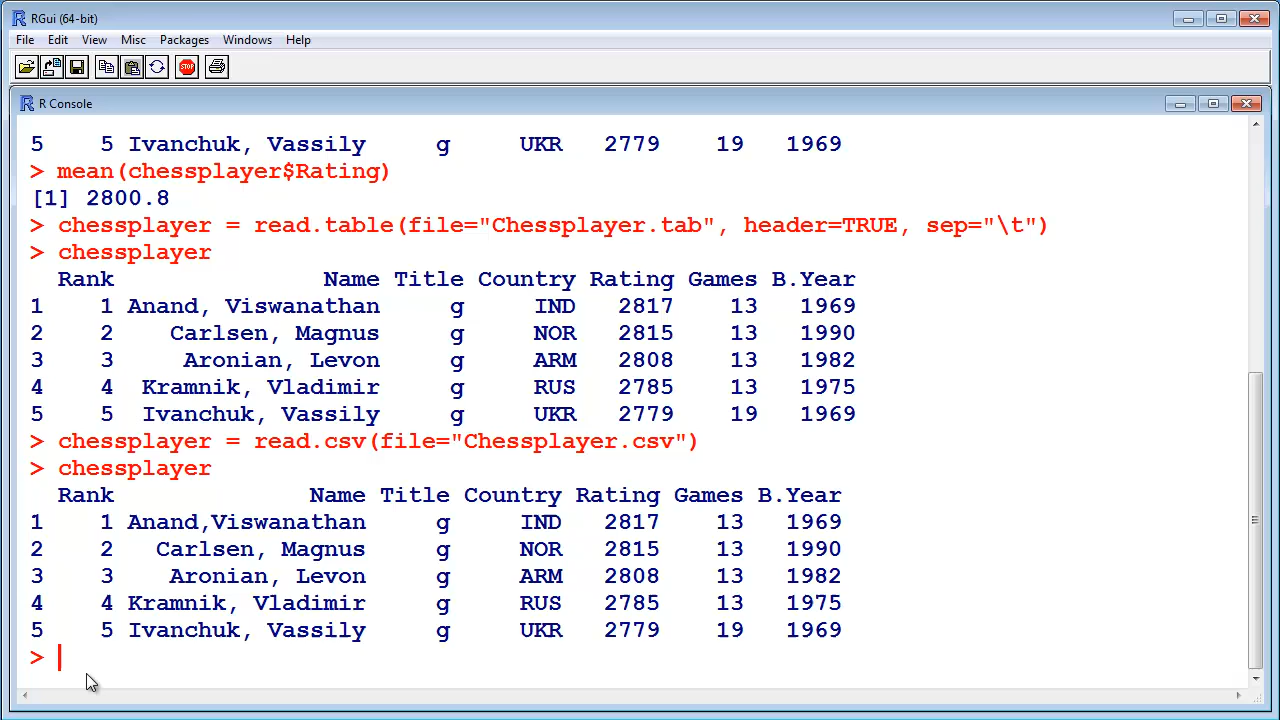 RGui (64-bit)
File Edit View Misc Packages Windows Help
STOP
R Console
5 5 Ivanchuk, Vassily g UKR 2779 19 1969
> mean(chessplayer$Rating)
[1] 2800.8
> chessplayer = read.table(file="Chessplayer.tab", header=TRUE, sep="\t")
> chessplayer
Rank Name Title Country Rating Games B.Year
1 1 Anand, Viswanathan g IND 2817 13 1969
2 2 Carlsen, Magnus g NOR 2815 13 1990
3 3 Aronian, Levon g ARM 2808 13 1982
4 4 Kramnik, Vladimir g RUS 2785 13 1975
5 5 Ivanchuk, Vassily g UKR 2779 19 1969
> chessplayer = read.csv(file="Chessplayer.csv")
> chessplayer
Rank Name Title Country Rating Games B.Year
1 1 Anand,Viswanathan g IND 2817 13 1969
2 2 Carlsen, Magnus g NOR 2815 13 1990
3 3 Aronian, Levon g ARM 2808 13 1982
4 4 Kramnik, Vladimir g RUS 2785 13 1975
5 5 Ivanchuk, Vassily g UKR 2779 19 1969
>